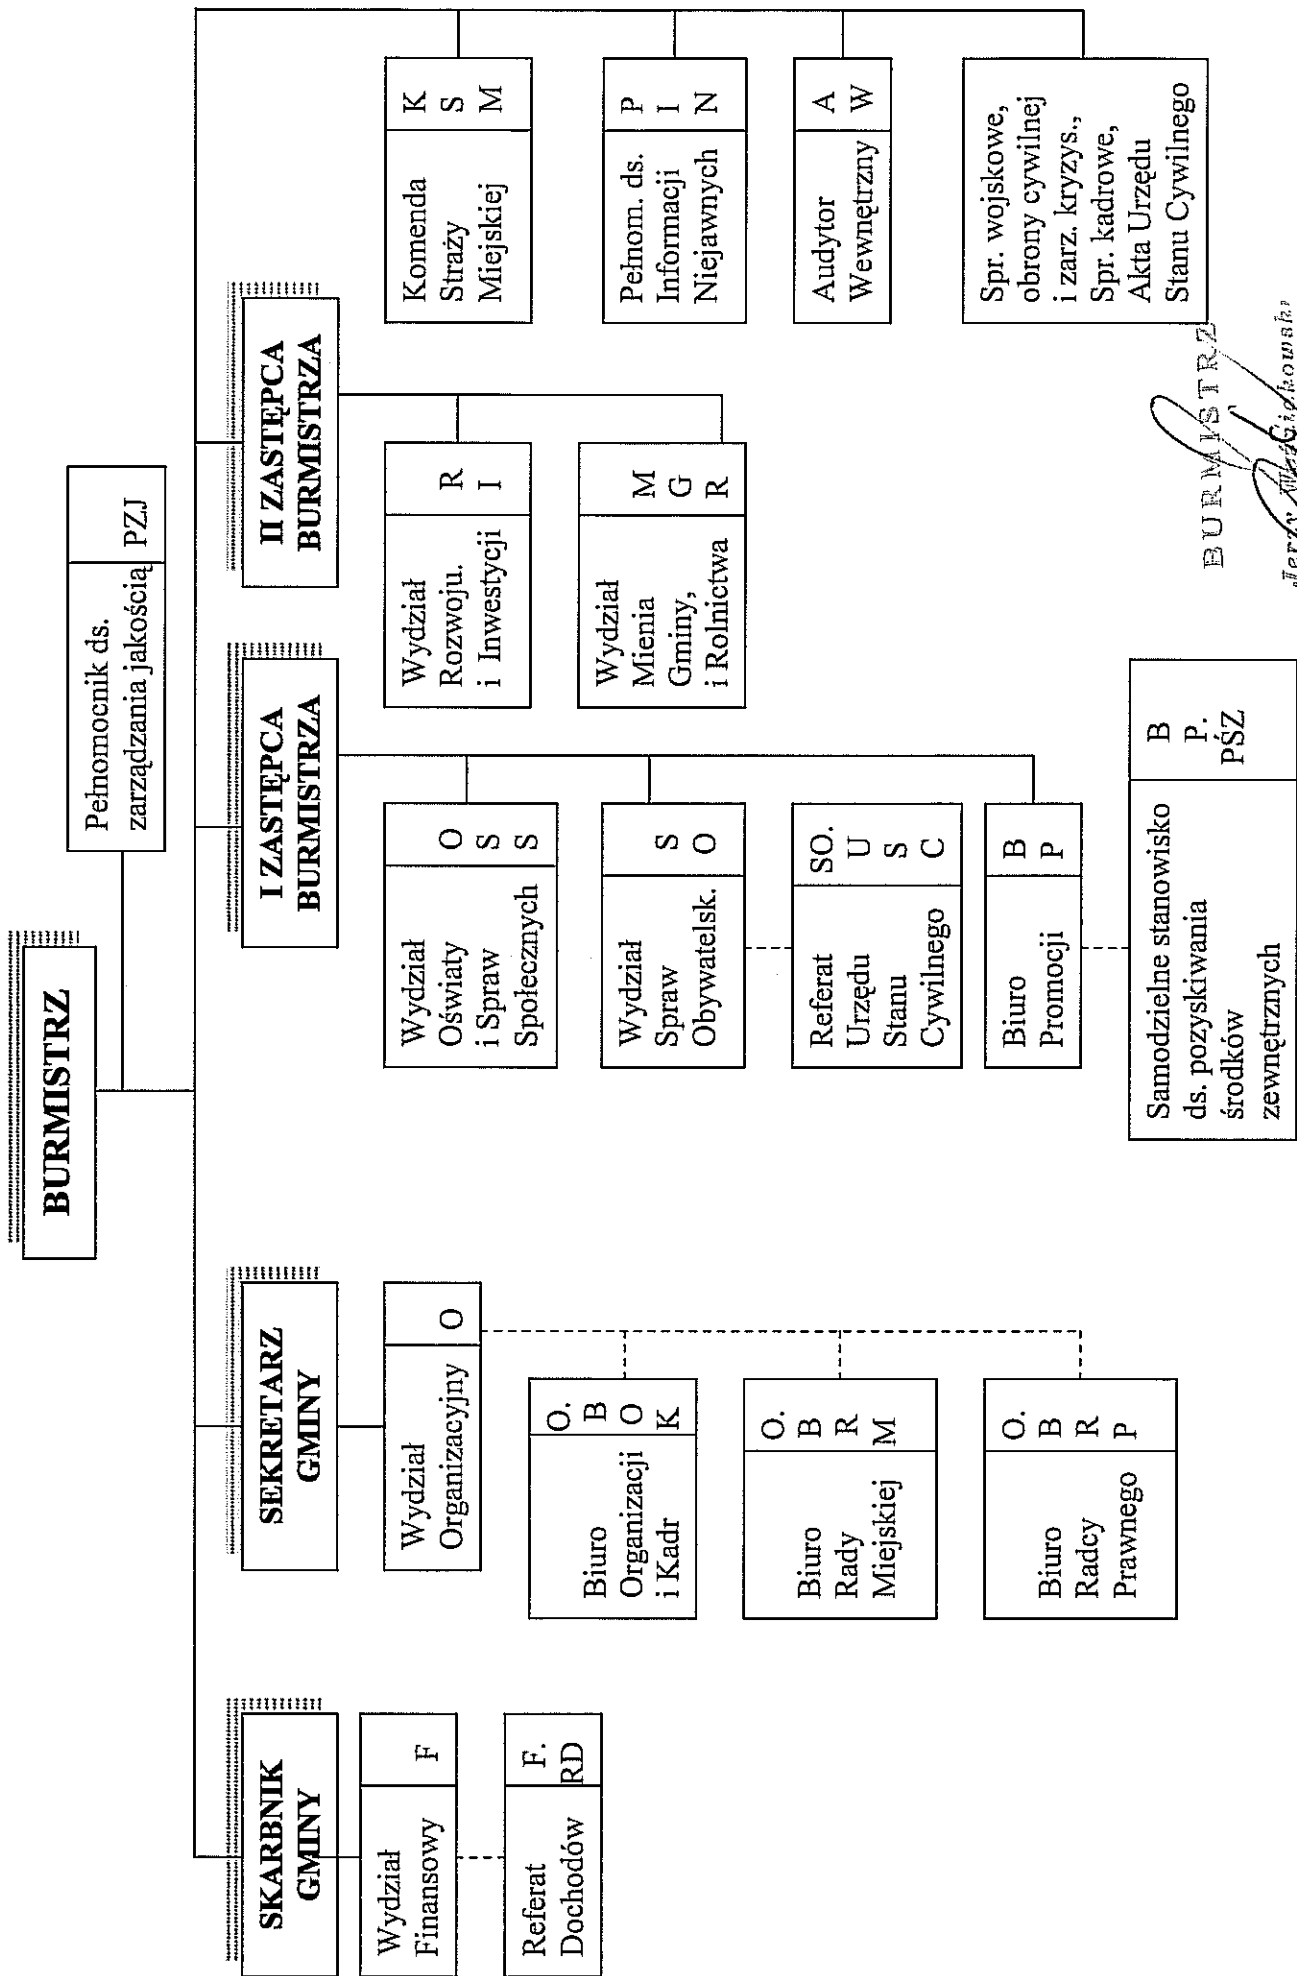 BURMISTRZ
Pełnomocnik ds.
zarządzania jakością
PZJ
SKARBNIK
GMINY
Wydział
Finansowy
F
Referat
Dochodów
F.
RD
SEKRETARZ
GMINY
Wydział
Organizacyjny
O
Biuro
Organizacji
i Kadr
O.
B
O
K
Biuro
Rady
Miejskiej
O.
B
R
M
Biuro
Radcy
Prawnego
O.
B
R
P
I ZASTĘPCA
BURMISTRZA
Wydział
Oświaty
i Spraw
Społecznych
O
S
S
Wydział
Spraw
Obywatelsk.
S
O
Referat
Urzędu
Stanu
Cywilnego
SO.
U
S
C
Biuro
Promocji
B
P
Samodzielne stanowisko
ds. pozyskiwania
środków
zewnętrznych
B
P.
PŚZ
II ZASTĘPCA
BURMISTRZA
Wydział
Rozwoju.
i Inwestycji
R
I
Wydział
Mienia
Gminy,
i Rolnictwa
M
G
R
Komenda
Straży
Miejskiej
K
S
M
Pełnom. ds.
Informacji
Niejawnych
P
I
N
Audytor
Wewnętrzny
A
W
Spr. wojskowe,
obrony cywilnej
i zarz. kryzys.,
Spr. kadrowe,
Akta Urzędu
Stanu Cywilnego
BURMISTRZ
Jerzy